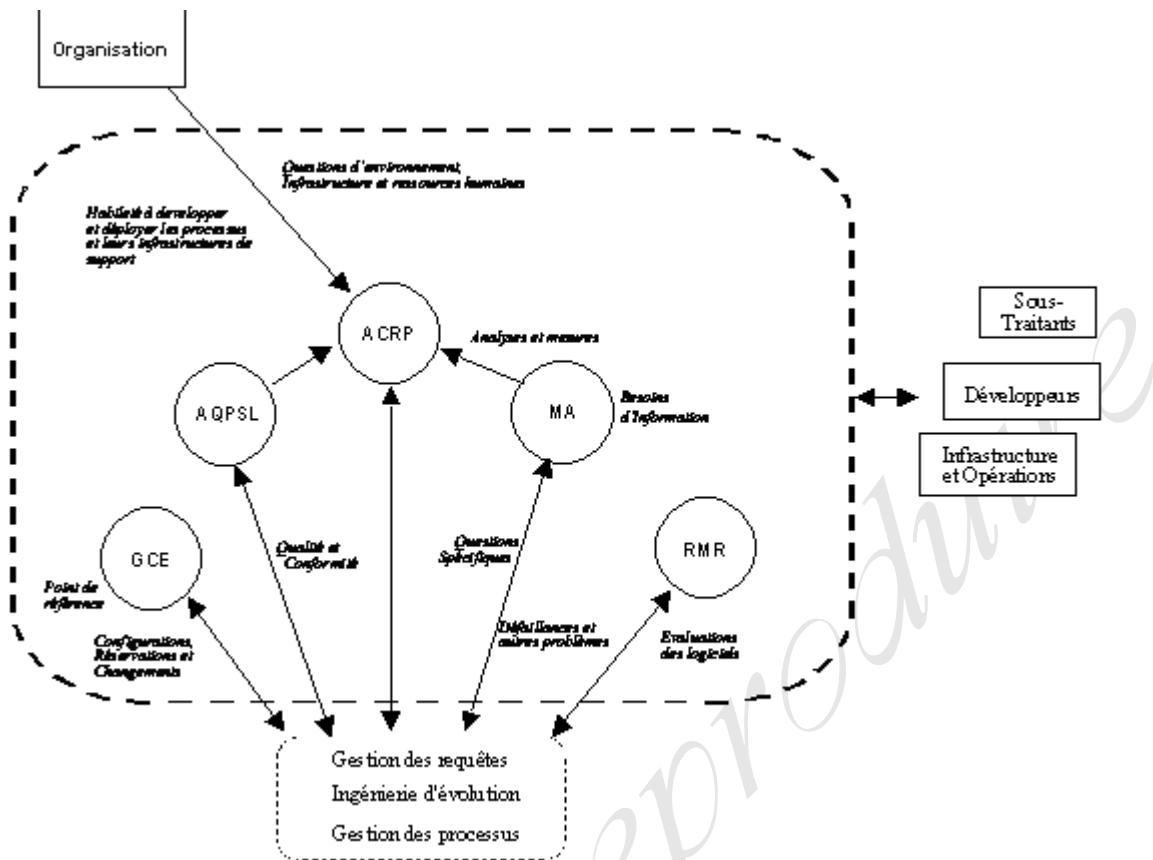 Organisation
Questions d'environnement,
Infrastructure et ressources humaines
Habileté à developper
et déployer les processus
et leurs infrastructures de
support
ACRP
Analyses et mesures
AQPSL
MA
Besoins
d'Information
Sous-
Traitants
Développeurs
Infrastructure
et Opérations
GCE
Point de
référence
Qualité et
Conformité
Questions
Spécifiques
RMR
Configurations,
Réservations et
Changements
Défaillances et
autres problèmes
Evaluations
des logiciels
Gestion des requêtes
Ingénierie d'évolution
Gestion des processus
eproduire